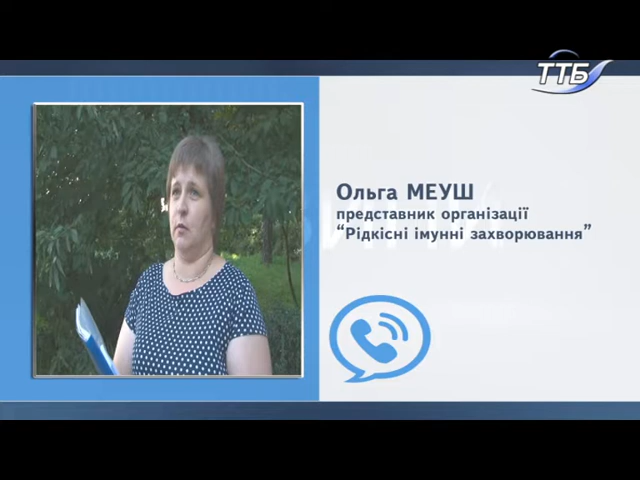 ТТБ
Ольга МЕУШ
представник організації
“Рідкісні імунні захворювання”